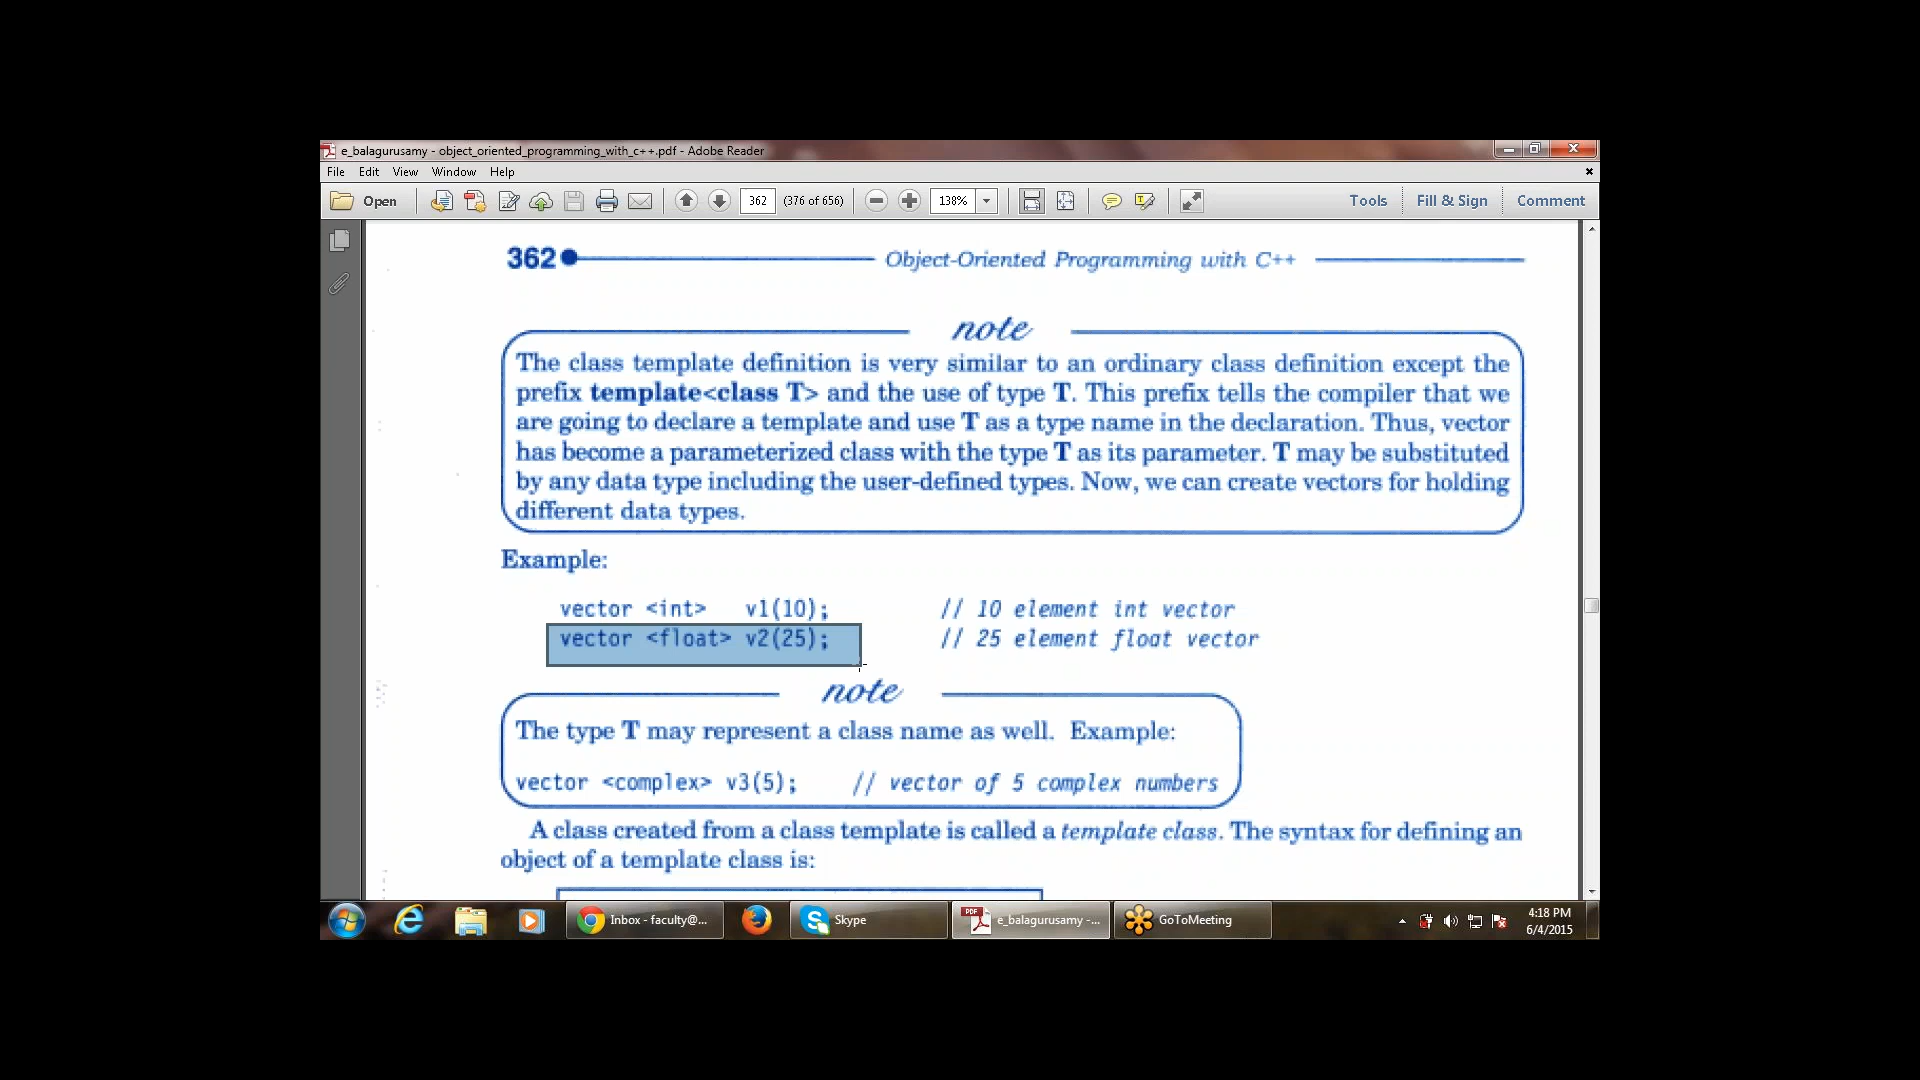 e_balagurusamy - object_oriented_programming_with_c++.pdf - Adobe Reader
File Edit View Window Help
Open 362 (376 of 656) 138% Tools Fill & Sign Comment
362 Object-Oriented Programming with C++
note
The class template definition is very similar to an ordinary class definition except the
prefix template<class T> and the use of type T. This prefix tells the compiler that we
are going to declare a template and use T as a type name in the declaration. Thus, vector
has become a parameterized class with the type T as its parameter. T may be substituted
by any data type including the user-defined types. Now, we can create vectors for holding
different data types.
Example:
vector <int> v1(10); // 10 element int vector
vector <float> v2(25); // 25 element float vector
note
The type T may represent a class name as well. Example:
vector <complex> v3(5); // vector of 5 complex numbers
A class created from a class template is called a template class. The syntax for defining an
object of a template class is:
Inbox - faculty@... Skype e_balagurusamy -... GoToMeeting 4:18 PM
6/4/2015